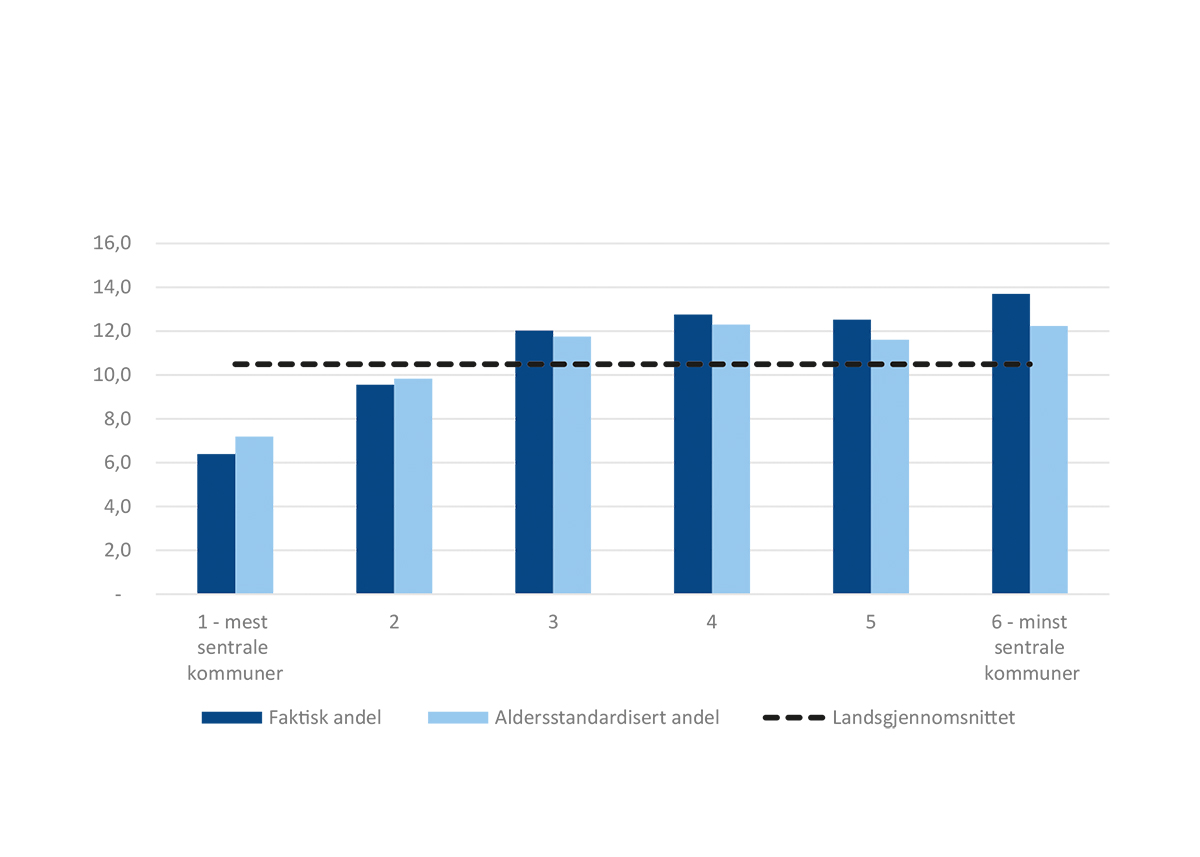 16,0
14,0
12,0
10,0
8,0
6,0
4,0
2,0
-
1 - mest sentrale kommuner
2
3
4
5
6 - minst sentrale kommuner
Faktisk andel
Aldersstandardisert andel
Landsgjennomsnittet